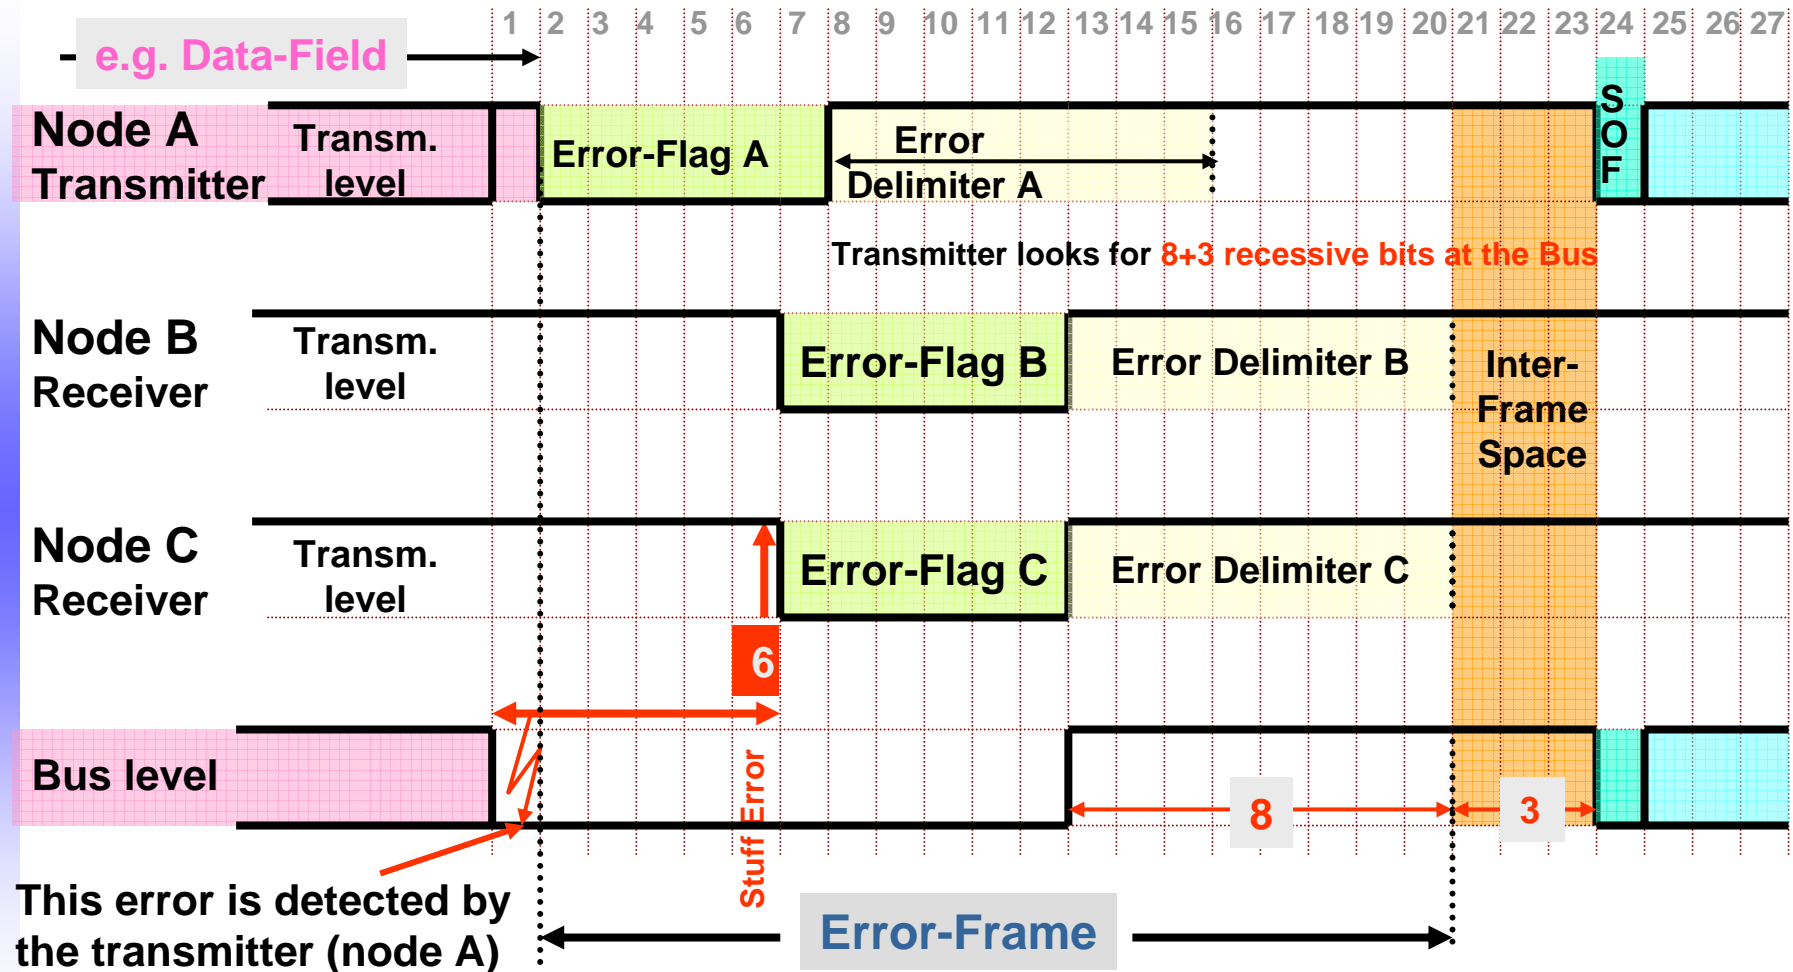 1 2 3 4 5 6 7 8 9 10 11 12 13 14 15 16 17 18 19 20 21 22 23 24 25 26 27
e.g. Data-Field
Node A
Transmitter
Transm.
level
Error-Flag A
Error
Delimiter A
SOF
Transmitter looks for 8+3 recessive bits at the Bus
Node B
Receiver
Transm.
level
Error-Flag B
Error Delimiter B
Inter-
Frame
Space
Node C
Receiver
Transm.
level
Error-Flag C
Error Delimiter C
6
Stuff Error
Bus level
8
3
This error is detected by
the transmitter (node A)
Error-Frame